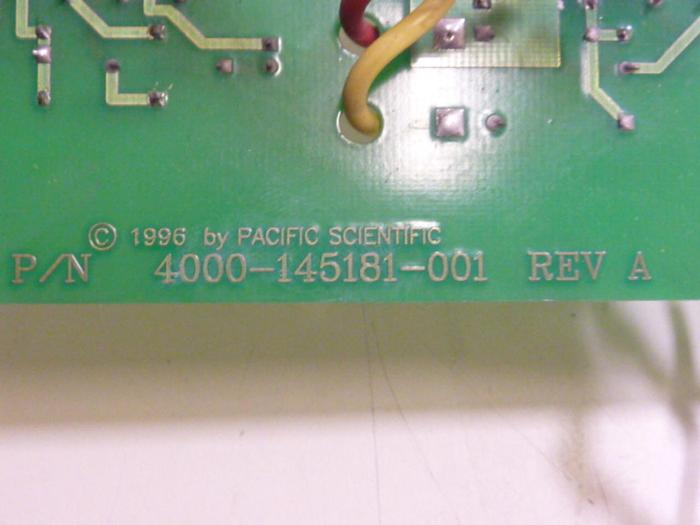 © 1996 by PACIFIC SCIENTIFIC
P/N 4000-145181-001 REV A